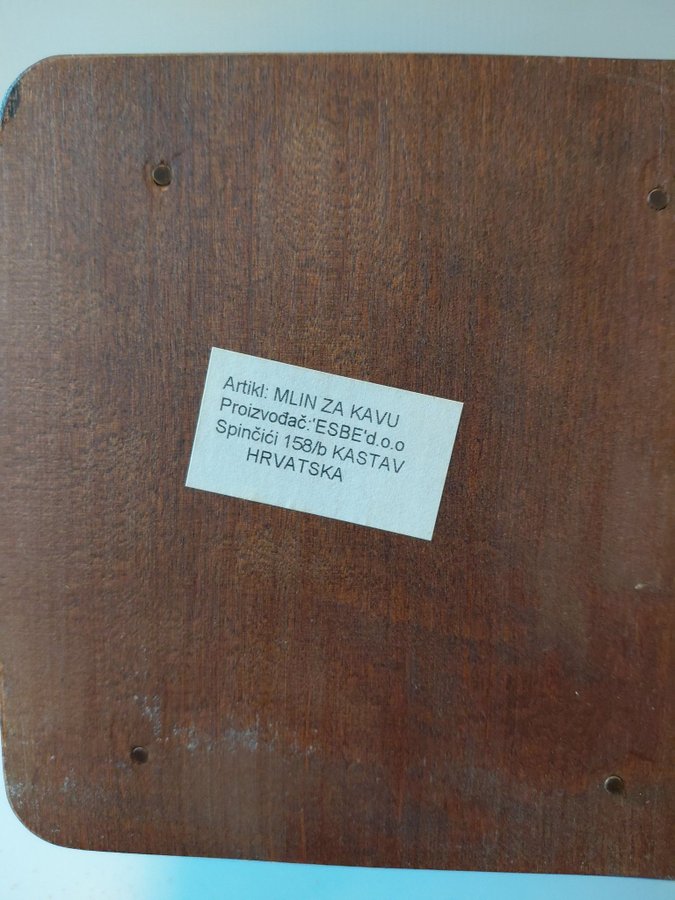 Artikl: MLIN ZA KAVU
Proizvođač:'ESBE'd.o.o
Spinčići 158/b KASTAV
HRVATSKA